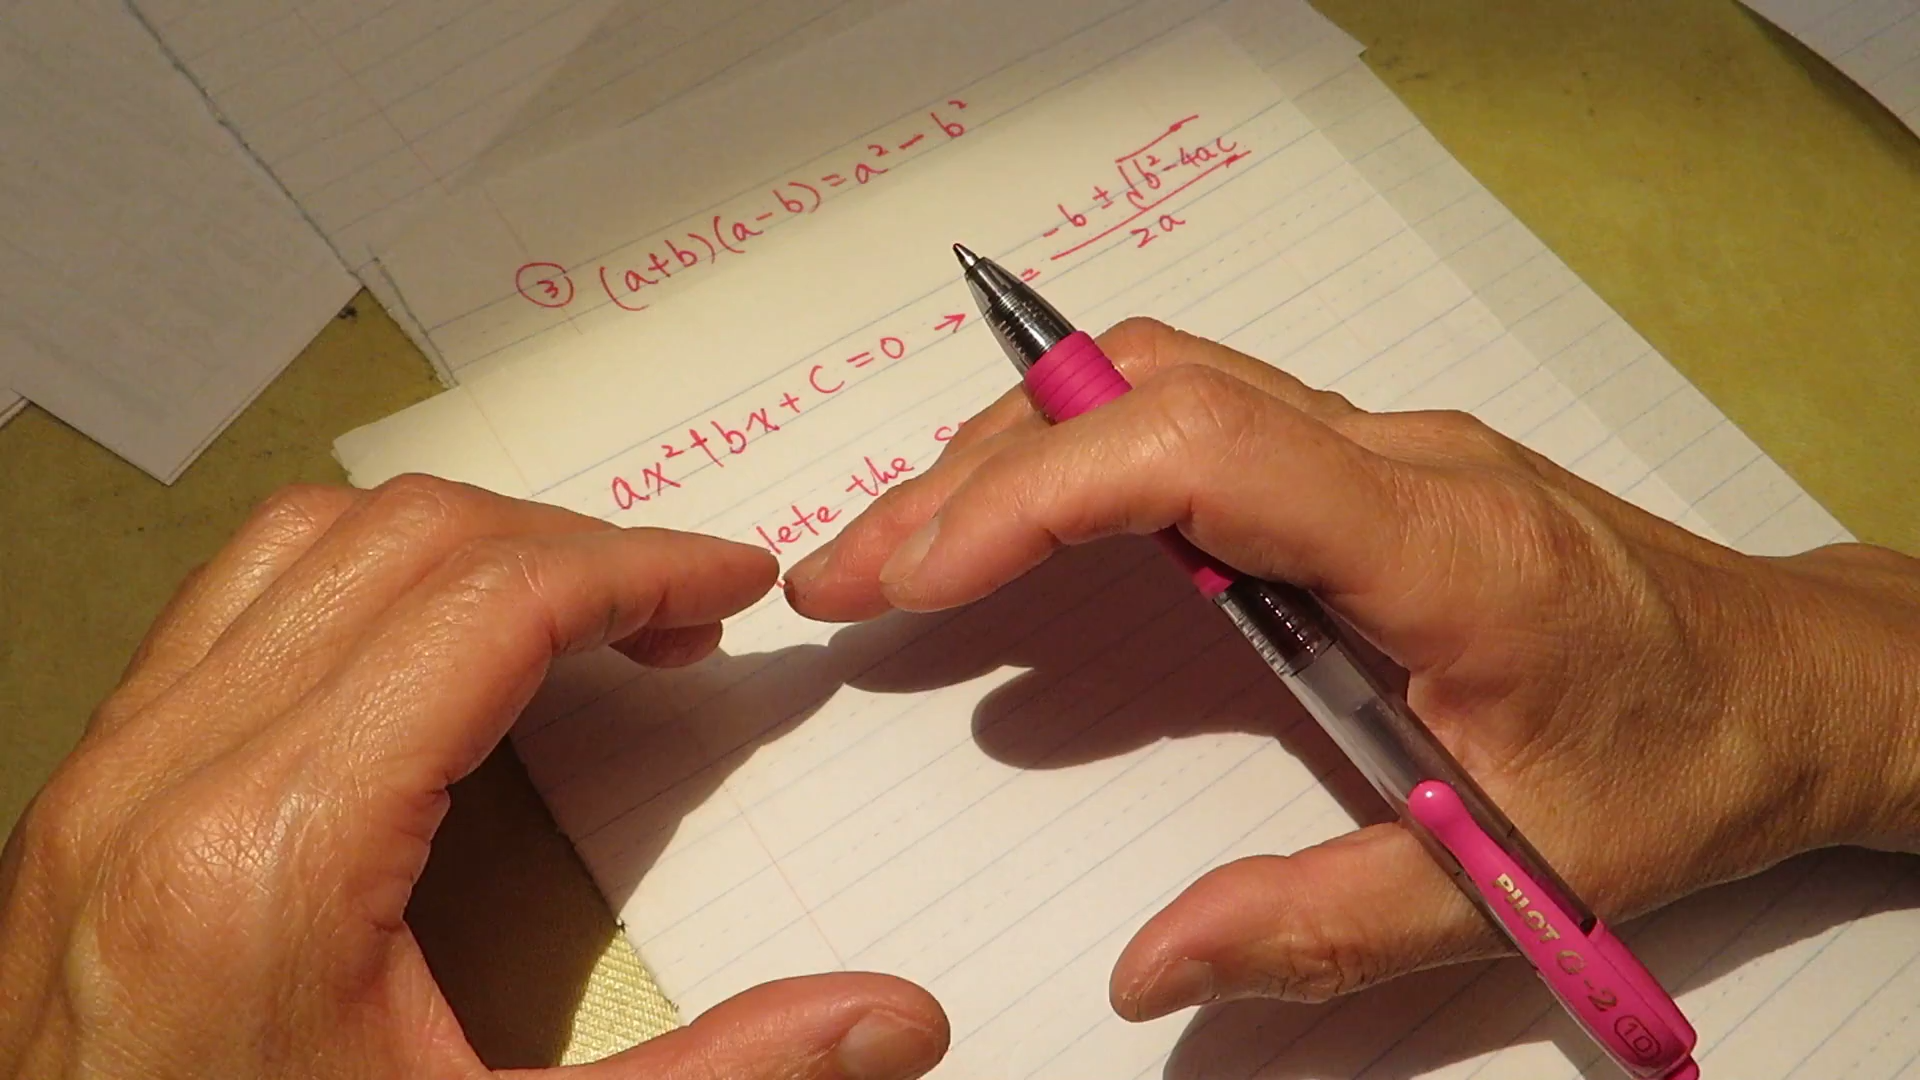 ③ (a+b)(a-b)=a²-b²
ax²+bx+c=0 → = -b±√b²-4ac
2a
lete the
PILOT G-2 10